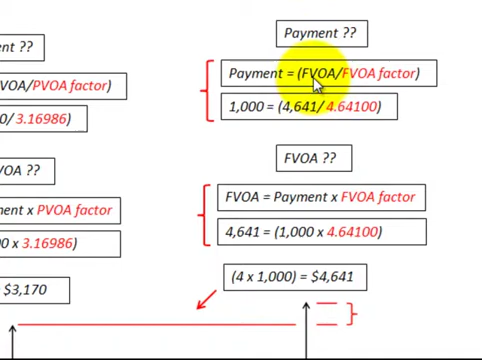 ent ??
VOA/PVOA factor)
0/ 3.16986)
VOA ??
ment x PVOA factor
00 x 3.16986)
= $3,170
Payment ??
Payment = (FVOA/FVOA factor)
1,000 = (4,641/ 4.64100)
FVOA ??
FVOA = Payment x FVOA factor
4,641 = (1,000 x 4.64100)
(4 x 1,000) = $4,641